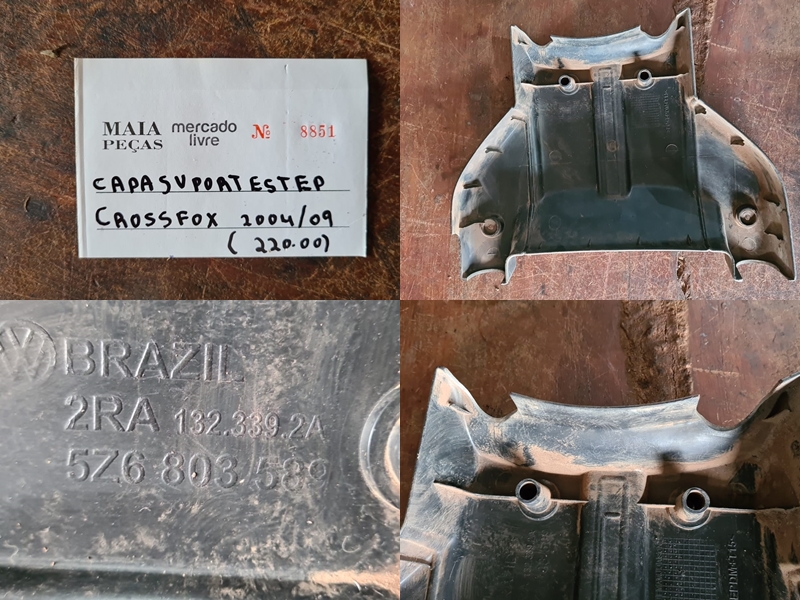 MAIA
PEÇAS
mercado
livre
Nº 8851
CAPASUPORTESTEP
CROSSFOX 2004/09
(220.00)
BRAZIL
2RA 132.339.2A
5Z6 803 589